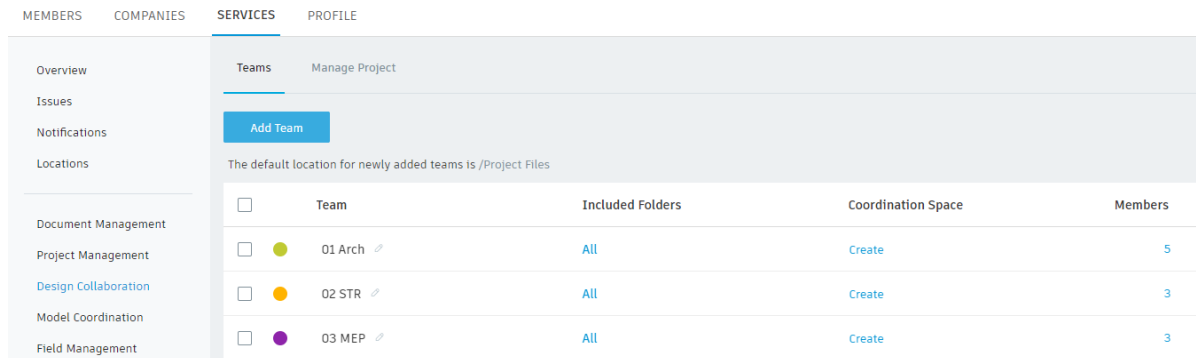 MEMBERS COMPANIES SERVICES PROFILE
Overview
Issues
Notifications
Locations
Document Management
Project Management
Design Collaboration
Model Coordination
Field Management
Teams Manage Project
Add Team
The default location for newly added teams is /Project Files
Team Included Folders Coordination Space Members
01 Arch All Create 5
02 STR All Create 3
03 MEP All Create 3